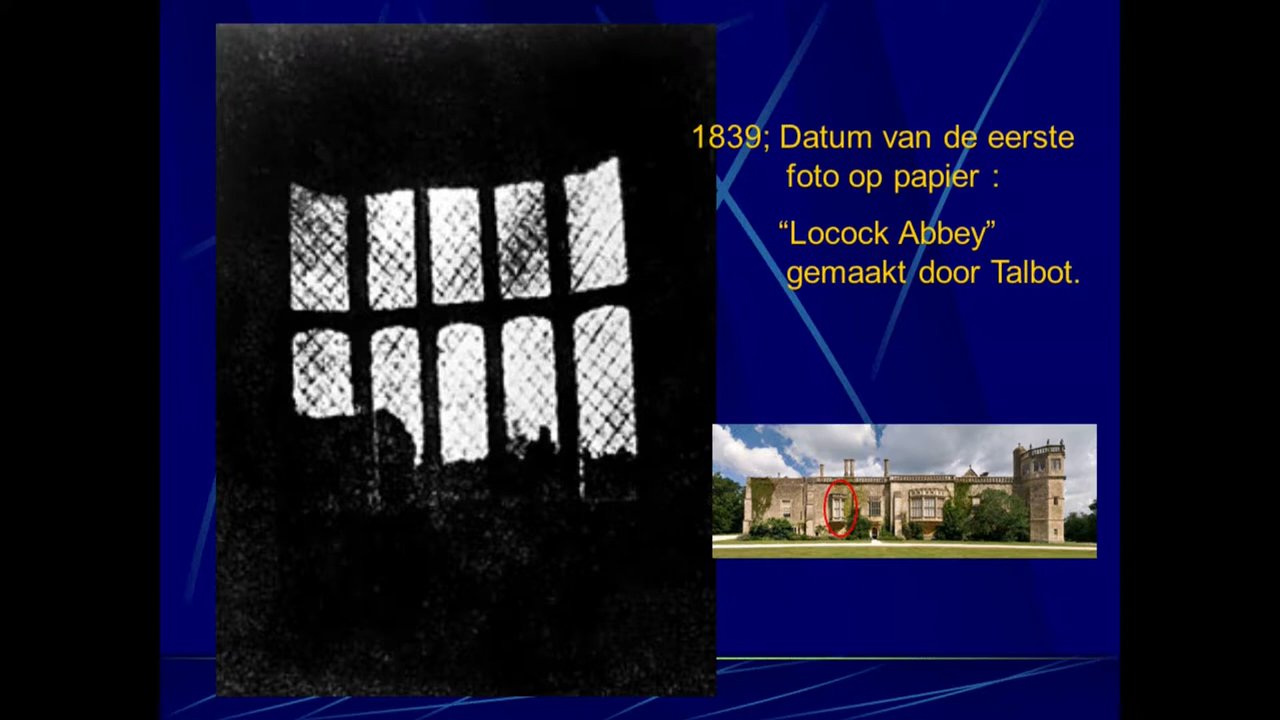 1839; Datum van de eerste
foto op papier :
“Locock Abbey”
gemaakt door Talbot.